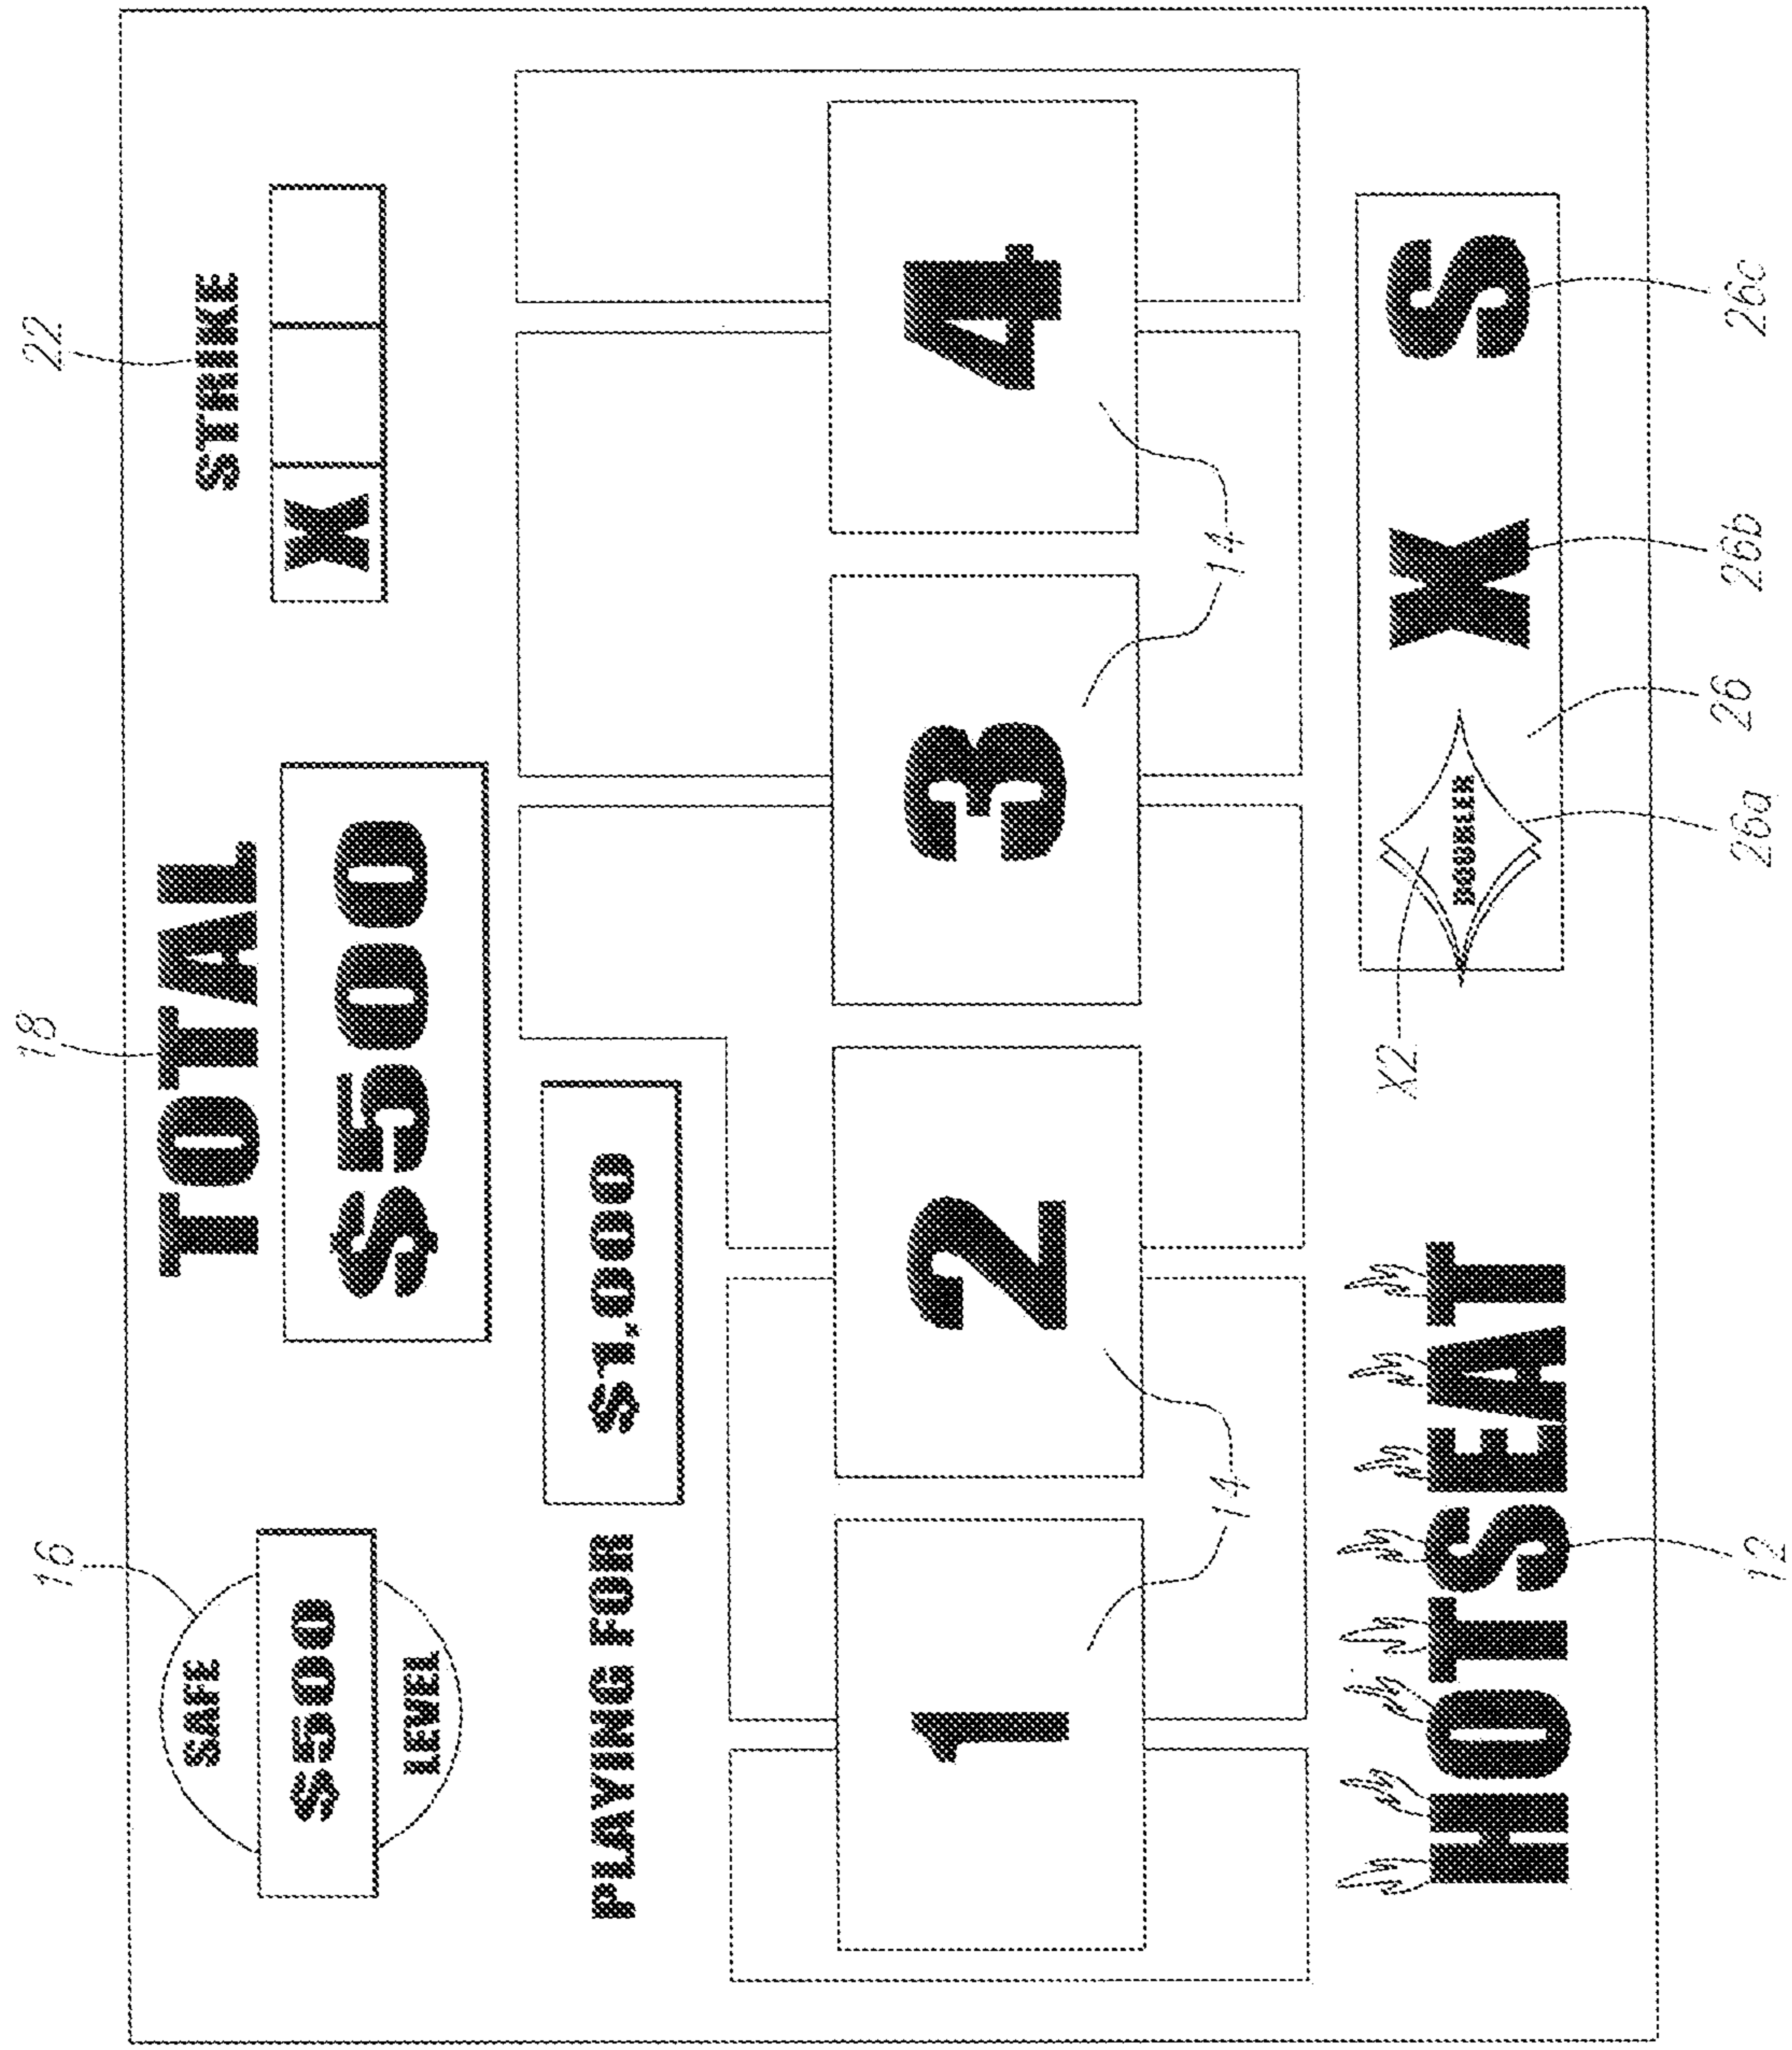 16
18
22
SAFE
$500
LEVEL
TOTAL
$500
STRIKE
X
PLAYING FOR
$1,000
1
2
3
4
14
14
HOTSEAT
X2
DOUBLER
X
S
12
26a
26
26b
26c